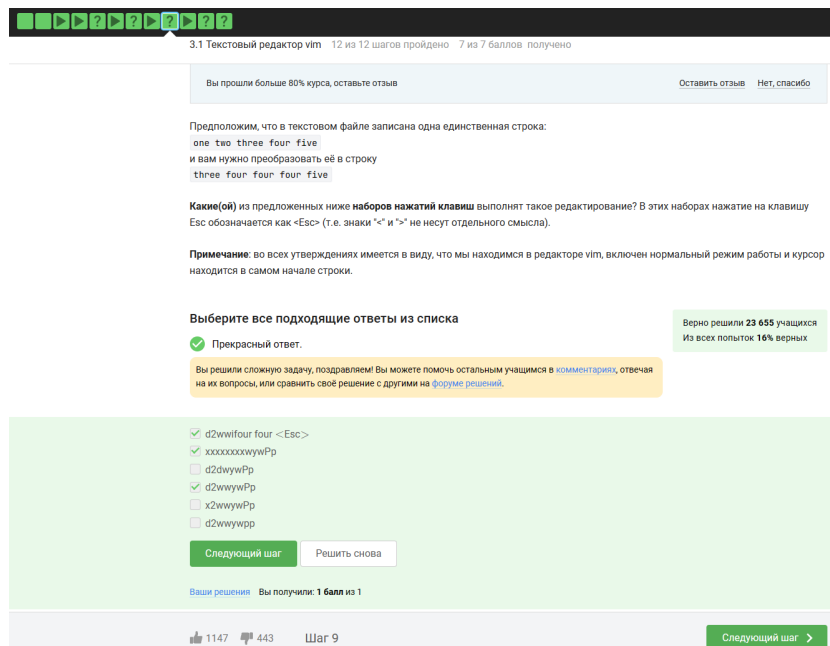 ? ? ? ? ?
3.1 Текстовый редактор vim 12 из 12 шагов пройдено 7 из 7 баллов получено
Вы прошли больше 80% курса, оставьте отзыв Оставить отзыв Нет, спасибо
Предположим, что в текстовом файле записана одна единственная строка:
one two three four five
и вам нужно преобразовать её в строку
three four four four five
Какие(ой) из предложенных ниже наборов нажатий клавиш выполнят такое редактирование? В этих наборах нажатие на клавишу
Esc обозначается как <Esc> (т.е. знаки "<" и ">" не несут отдельного смысла).
Примечание: во всех утверждениях имеется в виду, что мы находимся в редакторе vim, включен нормальный режим работы и курсор
находится в самом начале строки.
Выберите все подходящие ответы из списка
Верно решили 23 655 учащихся
Из всех попыток 16% верных
Прекрасный ответ.
Вы решили сложную задачу, поздравляем! Вы можете помочь остальным учащимся в комментариях, отвечая
на их вопросы, или сравнить своё решение с другими на форуме решений.
d2wwifour four <Esc>
xxxxxxxxwywPp
d2dwywPp
d2wwywPp
x2wwywPp
d2wwywpp
Следующий шаг Решить снова
Ваши решения Вы получили: 1 балл из 1
1147 443 Шаг 9 Следующий шаг